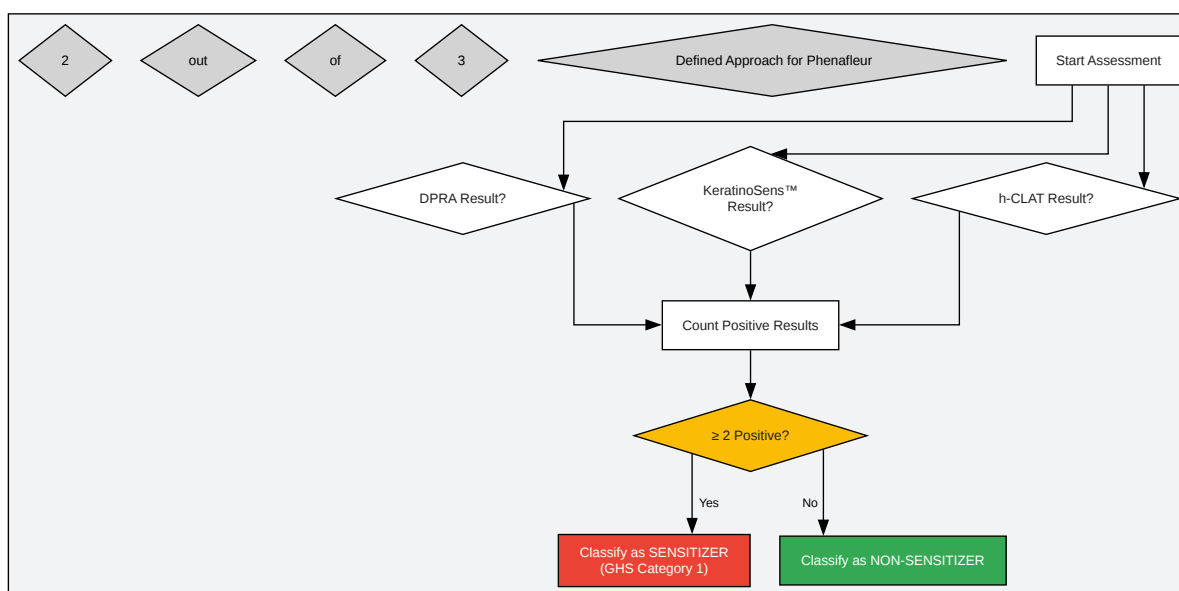 2
out
of
3
Defined Approach for Phenafleur
Start Assessment
DPRA Result?
KeratinoSens™
Result?
h-CLAT Result?
Count Positive Results
≥ 2 Positive?
Yes
No
Classify as SENSITIZER
(GHS Category 1)
Classify as NON-SENSITIZER